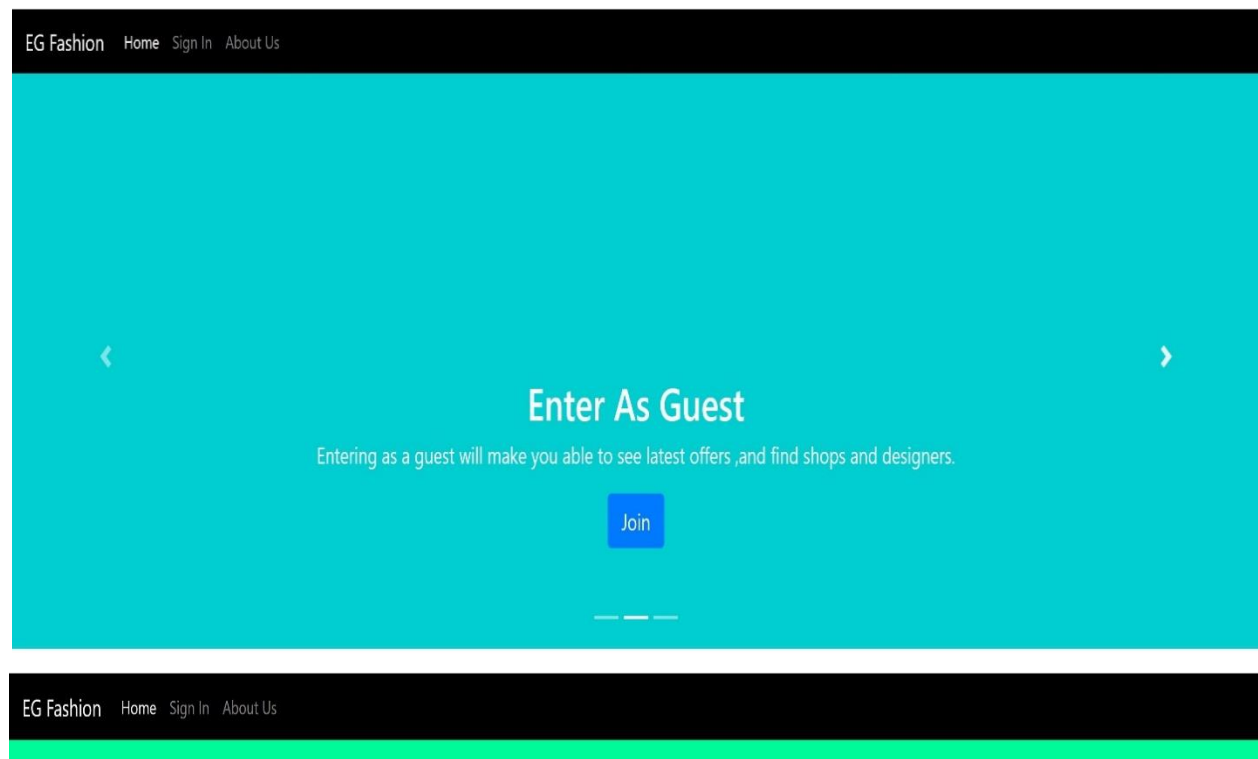 EG Fashion Home Sign In About Us
Enter As Guest
Entering as a guest will make you able to see latest offers ,and find shops and designers.
Join
EG Fashion Home Sign In About Us